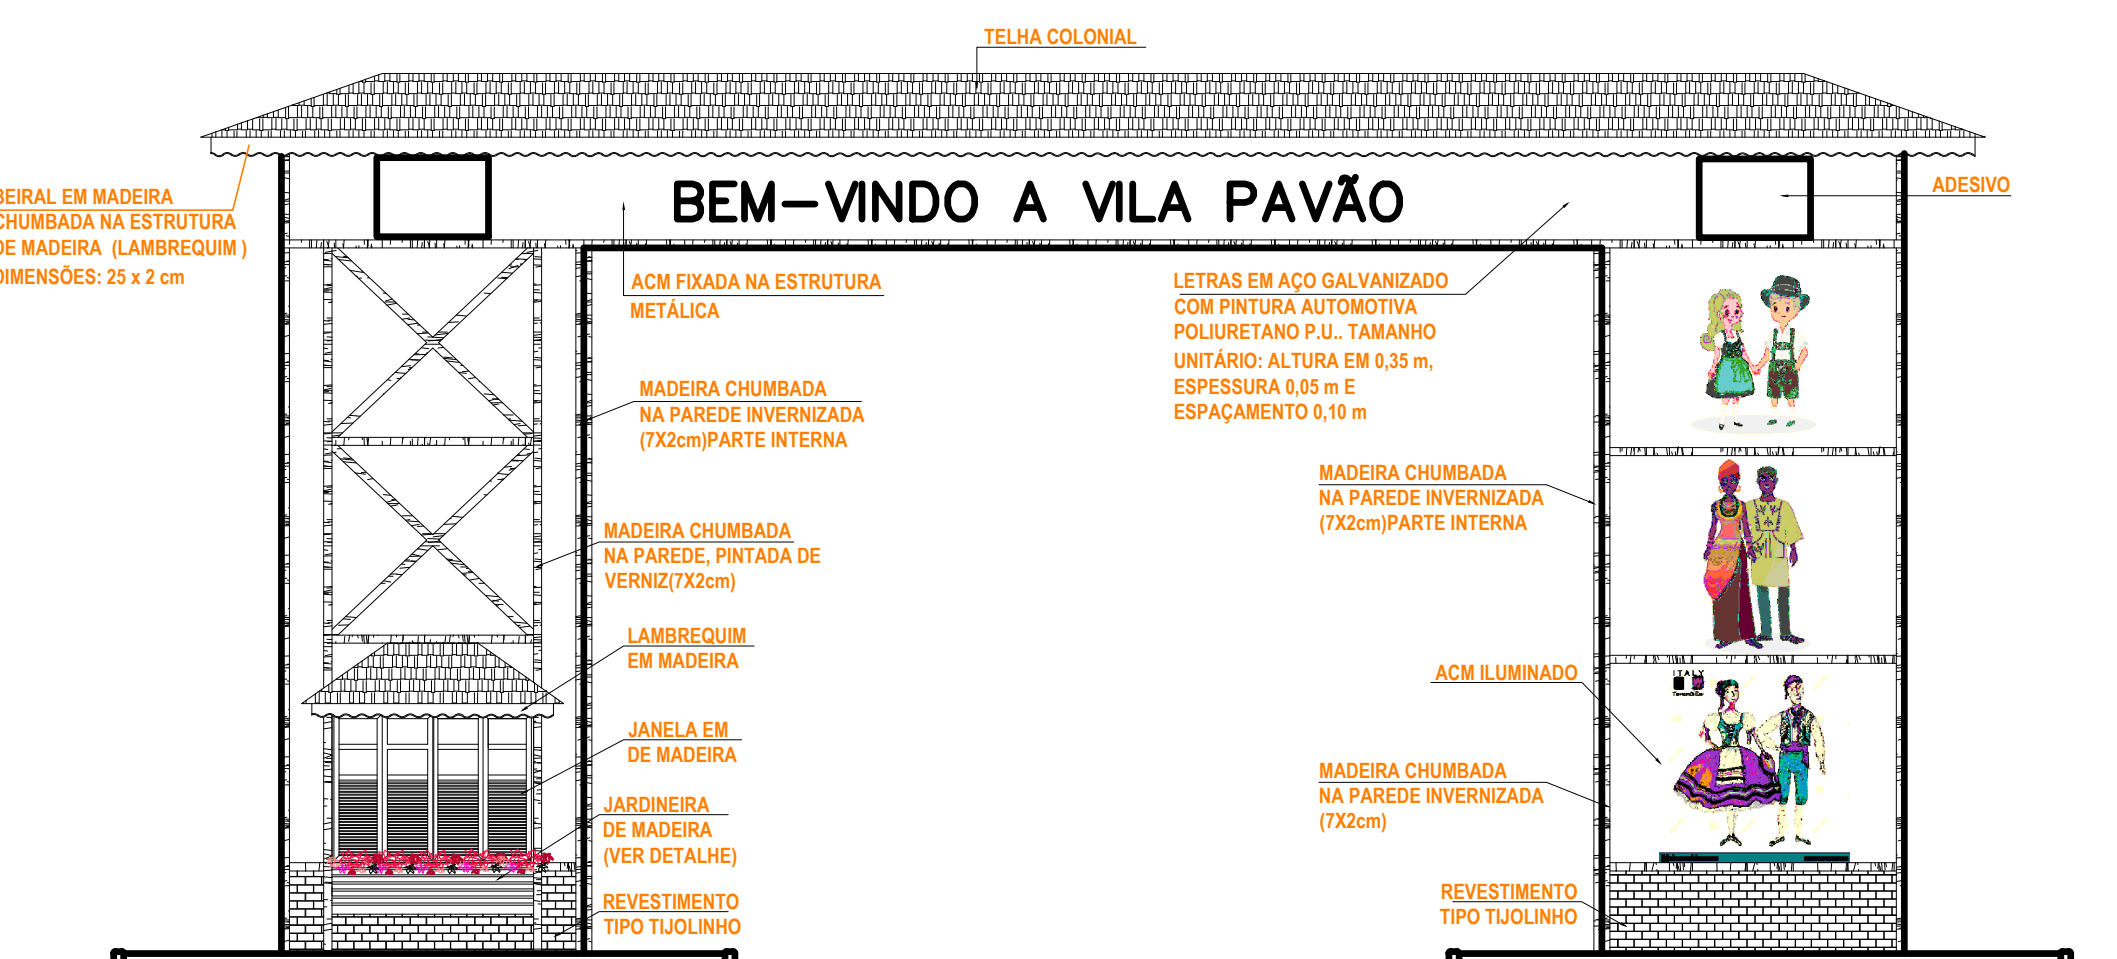 TELHA COLONIAL
BEM-VINDO A VILA PAVÃO
ADESIVO
BEIRAL EM MADEIRA
CHUMBADA NA ESTRUTURA
DE MADEIRA (LAMBREQUIM )
DIMENSÕES: 25 x 2 cm
ACM FIXADA NA ESTRUTURA
METÁLICA
LETRAS EM AÇO GALVANIZADO
COM PINTURA AUTOMOTIVA
POLIURETANO P.U.. TAMANHO
UNITÁRIO: ALTURA EM 0,35 m,
ESPESSURA 0,05 m E
ESPAÇAMENTO 0,10 m
MADEIRA CHUMBADA
NA PAREDE INVERNIZADA
(7X2cm)PARTE INTERNA
MADEIRA CHUMBADA
NA PAREDE INVERNIZADA
(7X2cm)PARTE INTERNA
MADEIRA CHUMBADA
NA PAREDE, PINTADA DE
VERNIZ(7X2cm)
LAMBREQUIM
EM MADEIRA
ACM ILUMINADO
ITALY
JANELA EM
DE MADEIRA
MADEIRA CHUMBADA
NA PAREDE INVERNIZADA
(7X2cm)
JARDINEIRA
DE MADEIRA
(VER DETALHE)
REVESTIMENTO
TIPO TIJOLINHO
REVESTIMENTO
TIPO TIJOLINHO